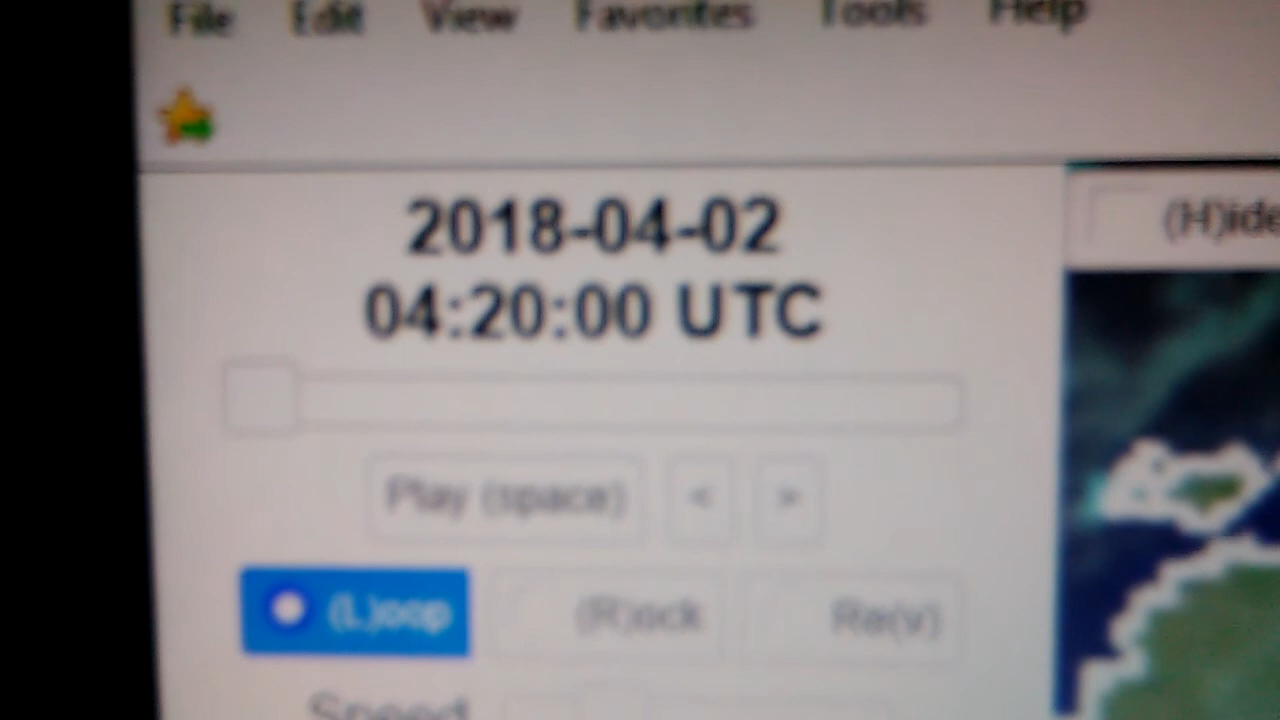 File Edit View Favorites Tools Help
2018-04-02
(H)ide
04:20:00 UTC
Play (space) < >
(L)oop (R)ock Re(v)
Speed